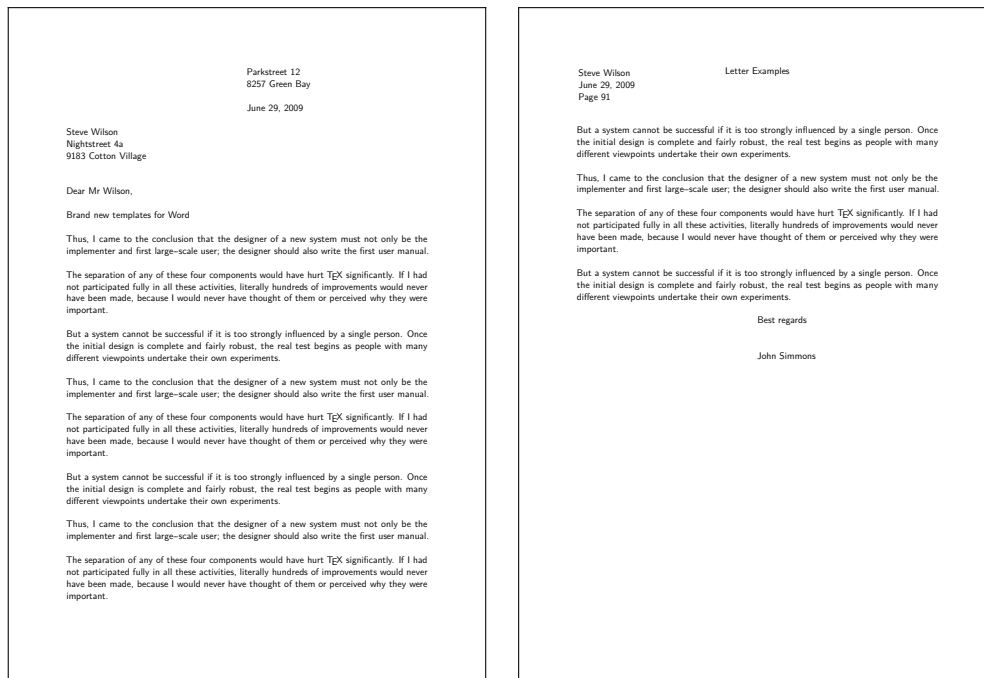 Parkstreet 12
8257 Green Bay
June 29, 2009
Steve Wilson
Nightstreet 4a
9183 Cotton Village
Dear Mr Wilson,
Brand new templates for Word
Thus, I came to the conclusion that the designer of a new system must not only be the
implementer and first large–scale user; the designer should also write the first user manual.
The separation of any of these four components would have hurt TEX significantly. If I had
not participated fully in all these activities, literally hundreds of improvements would never
have been made, because I would never have thought of them or perceived why they were
important.
But a system cannot be successful if it is too strongly influenced by a single person. Once
the initial design is complete and fairly robust, the real test begins as people with many
different viewpoints undertake their own experiments.
Thus, I came to the conclusion that the designer of a new system must not only be the
implementer and first large–scale user; the designer should also write the first user manual.
The separation of any of these four components would have hurt TEX significantly. If I had
not participated fully in all these activities, literally hundreds of improvements would never
have been made, because I would never have thought of them or perceived why they were
important.
But a system cannot be successful if it is too strongly influenced by a single person. Once
the initial design is complete and fairly robust, the real test begins as people with many
different viewpoints undertake their own experiments.
Thus, I came to the conclusion that the designer of a new system must not only be the
implementer and first large–scale user; the designer should also write the first user manual.
The separation of any of these four components would have hurt TEX significantly. If I had
not participated fully in all these activities, literally hundreds of improvements would never
have been made, because I would never have thought of them or perceived why they were
important.
Steve Wilson
June 29, 2009
Page 91
Letter Examples
But a system cannot be successful if it is too strongly influenced by a single person. Once
the initial design is complete and fairly robust, the real test begins as people with many
different viewpoints undertake their own experiments.
Thus, I came to the conclusion that the designer of a new system must not only be the
implementer and first large–scale user; the designer should also write the first user manual.
The separation of any of these four components would have hurt TEX significantly. If I had
not participated fully in all these activities, literally hundreds of improvements would never
have been made, because I would never have thought of them or perceived why they were
important.
But a system cannot be successful if it is too strongly influenced by a single person. Once
the initial design is complete and fairly robust, the real test begins as people with many
different viewpoints undertake their own experiments.
Best regards
John Simmons